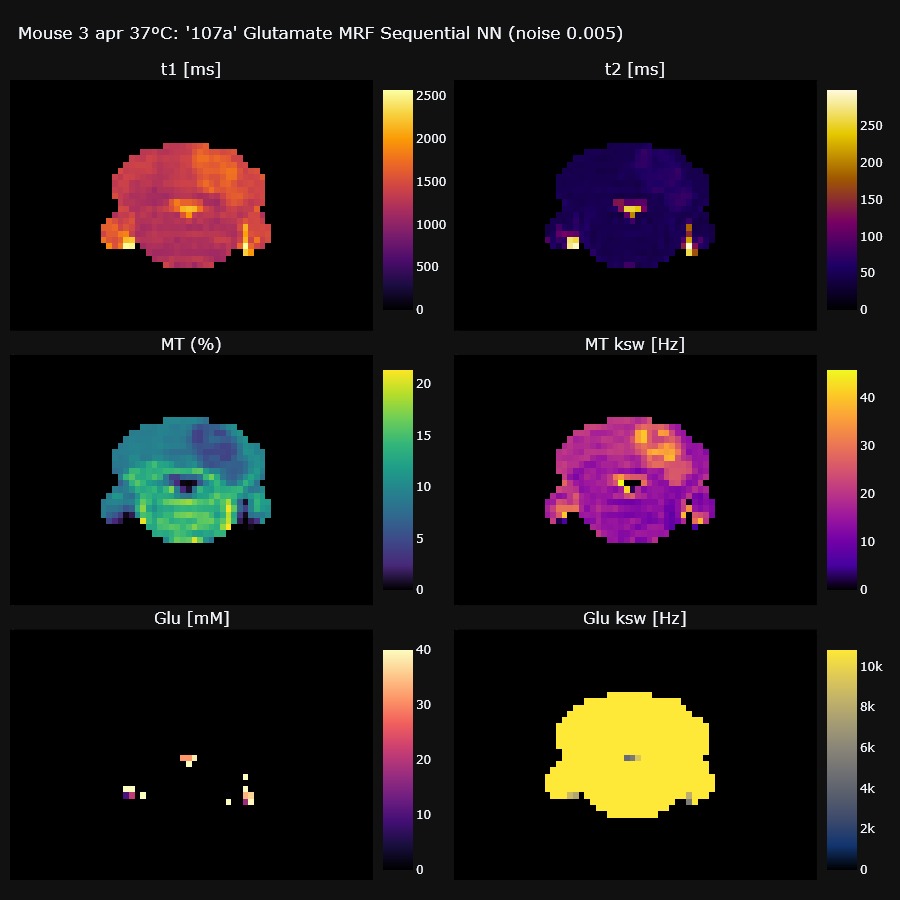 Mouse 3 apr 37ºC: '107a' Glutamate MRF Sequential NN (noise 0.005)
t1 [ms]
t2 [ms]
2500
2000
1500
1000
500
0
250
200
150
100
50
0
MT (%)
MT ksw [Hz]
20
15
10
5
0
40
30
20
10
0
Glu [mM]
Glu ksw [Hz]
40
30
20
10
0
10k
8k
6k
4k
2k
0